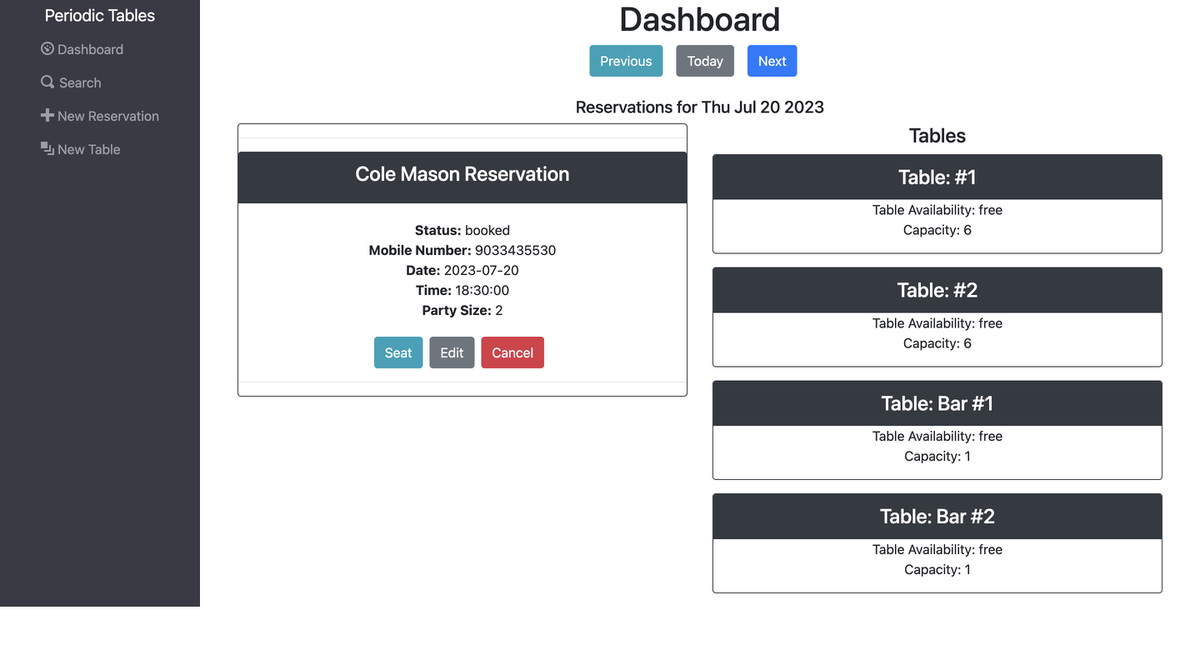 Periodic Tables
Dashboard
Search
New Reservation
New Table
Dashboard
Previous Today Next
Reservations for Thu Jul 20 2023
Cole Mason Reservation
Status: booked
Mobile Number: 9033435530
Date: 2023-07-20
Time: 18:30:00
Party Size: 2
Seat Edit Cancel
Tables
Table: #1
Table Availability: free
Capacity: 6
Table: #2
Table Availability: free
Capacity: 6
Table: Bar #1
Table Availability: free
Capacity: 1
Table: Bar #2
Table Availability: free
Capacity: 1